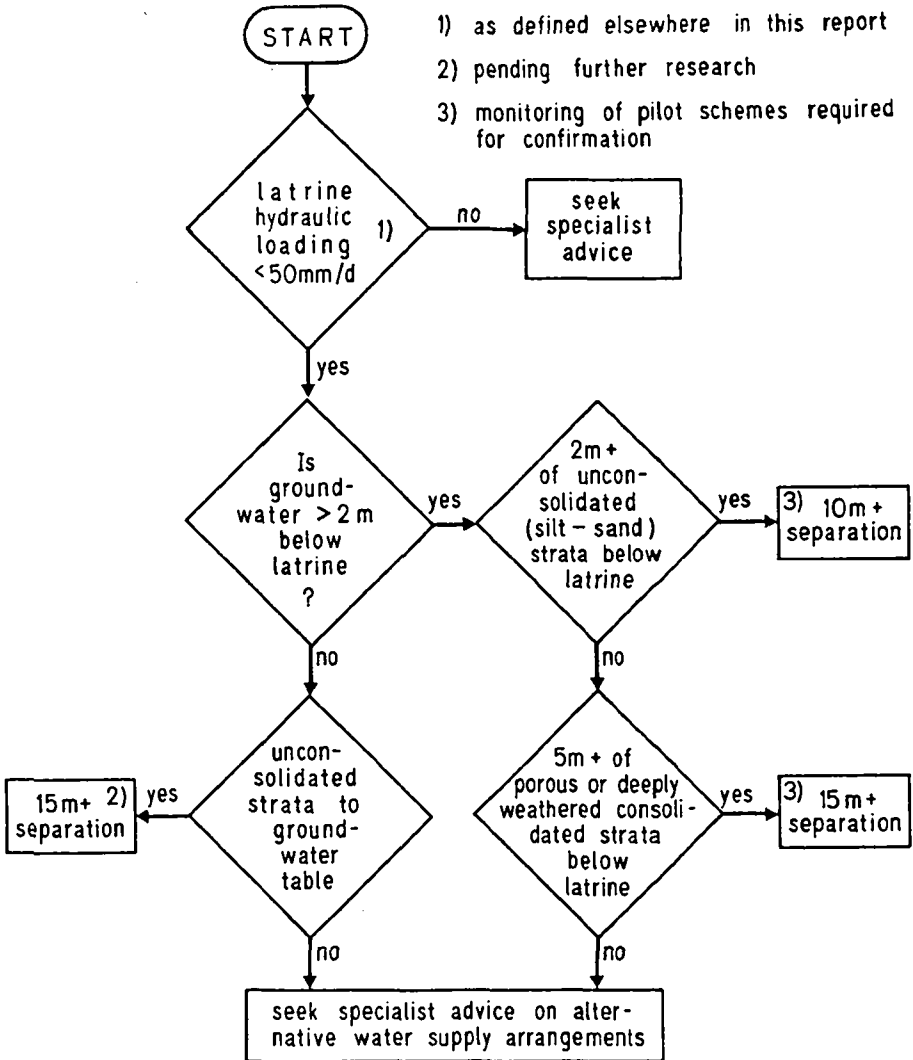 START
1) as defined elsewhere in this report
2) pending further research
3) monitoring of pilot schemes required
for confirmation
latrine
hydraulic 1)
loading
<50mm/d
no
seek
specialist
advice
yes
Is
ground-
water >2m
below
latrine
?
yes
2m+
of uncon-
solidated
(silt-sand)
strata below
latrine
yes
3) 10m+
separation
no
no
uncon-
solidated
strata to
ground-
water
table
yes
15m+ 2)
separation
5m+ of
porous or deeply
weathered consoli-
dated strata
below
latrine
yes
3) 15m+
separation
no
no
seek specialist advice on alter-
native water supply arrangements